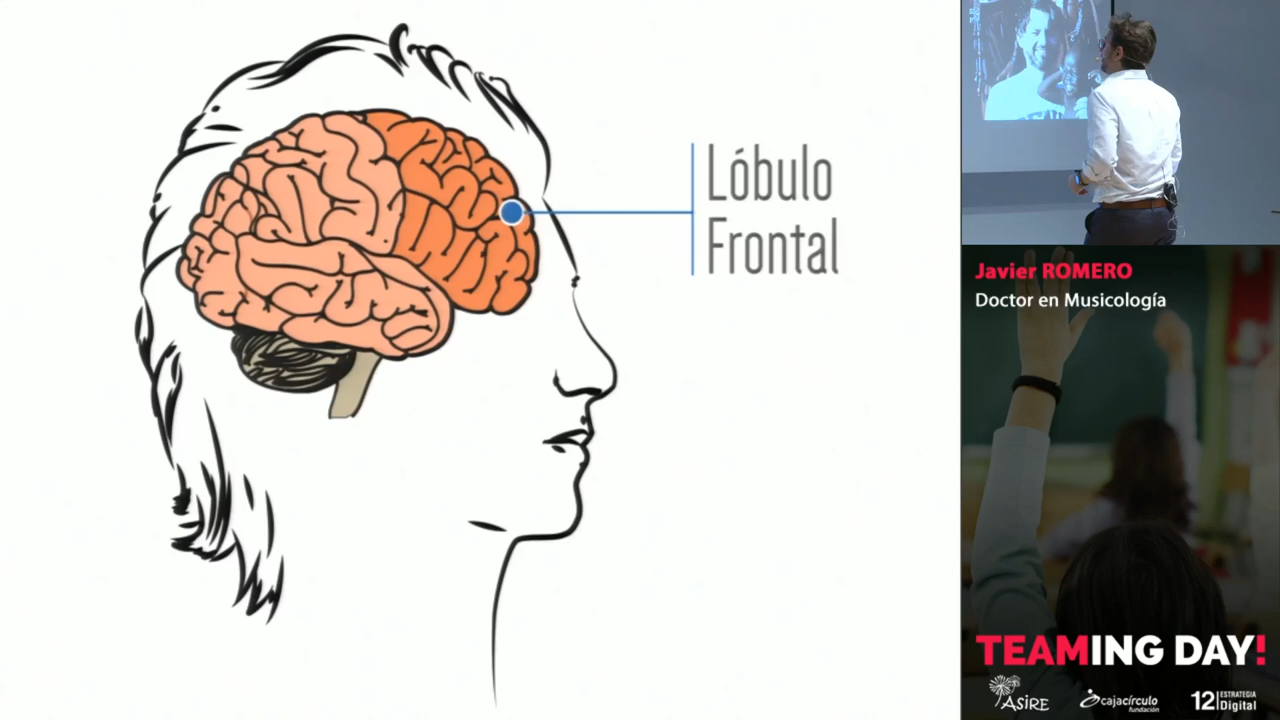 Lóbulo
Frontal
Javier ROMERO
Doctor en Musicología
TEAMING DAY!
ASIRE
cajacírculo
fundación
12
ESTRATEGIA
Digital